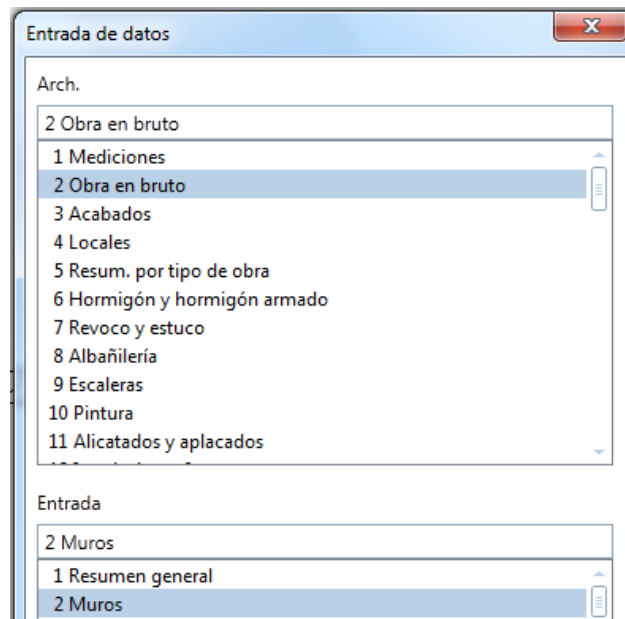 Entrada de datos
Arch.
2 Obra en bruto
1 Mediciones
2 Obra en bruto
3 Acabados
4 Locales
5 Resum. por tipo de obra
6 Hormigón y hormigón armado
7 Revoco y estuco
8 Albañilería
9 Escaleras
10 Pintura
11 Alicatados y aplacados
Entrada
2 Muros
1 Resumen general
2 Muros